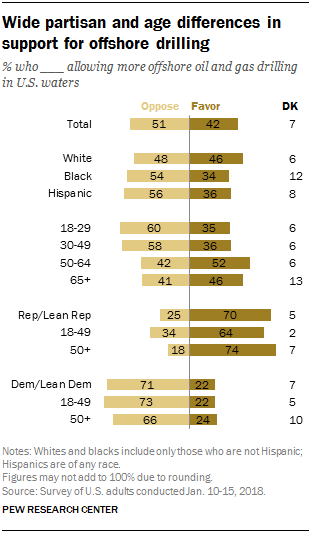 Wide partisan and age differences in
support for offshore drilling
% who ___ allowing more offshore oil and gas drilling
in U.S. waters
Oppose Favor DK
Total 51 42 7
White 48 46 6
Black 54 34 12
Hispanic 56 36 8
18-29 60 35 6
30-49 58 36 6
50-64 42 52 6
65+ 41 46 13
Rep/Lean Rep 25 70 5
18-49 34 64 2
50+ 18 74 7
Dem/Lean Dem 71 22 7
18-49 73 22 5
50+ 66 24 10
Notes: Whites and blacks include only those who are not Hispanic;
Hispanics are of any race.
Figures may not add to 100% due to rounding.
Source: Survey of U.S. adults conducted Jan. 10-15, 2018.
PEW RESEARCH CENTER